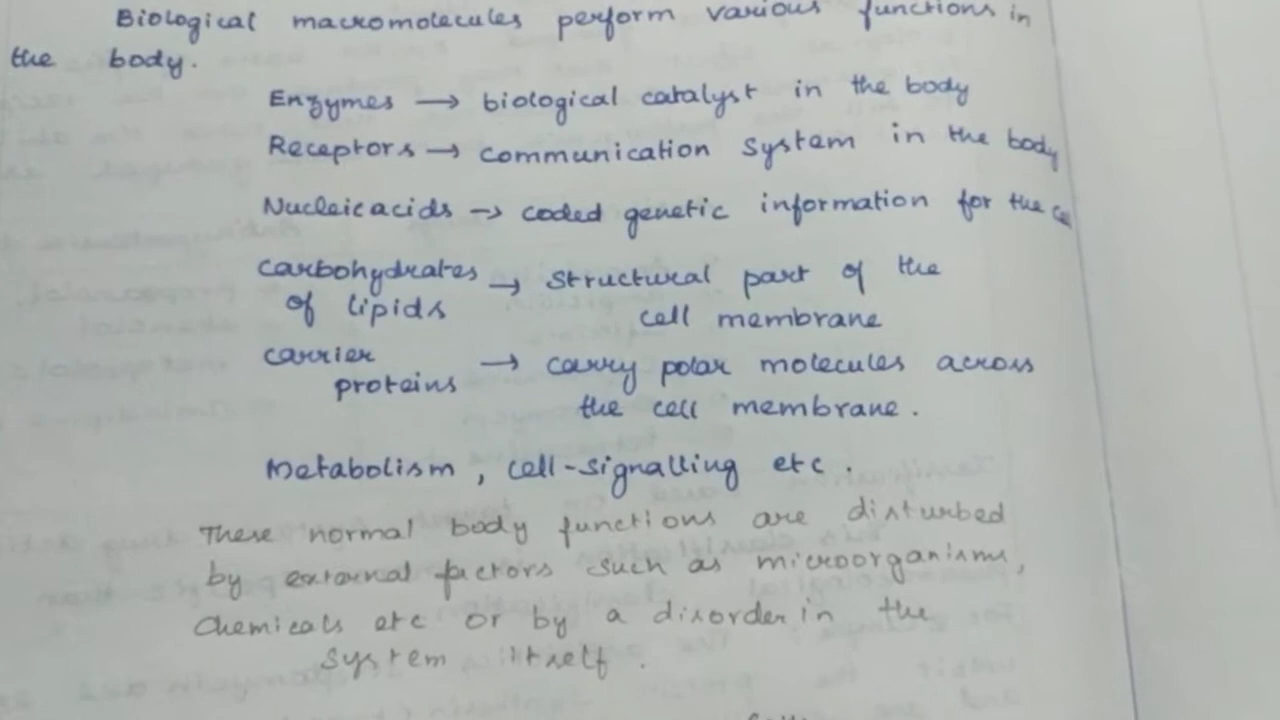 Biological macromolecules perform various functions in
the body.
Enzymes → biological catalyst in the body
Receptors → communication system in the body
Nucleic acids → coded genetic information for the
carbohydrates → structural part of the
of lipids cell membrane
carrier → carry polar molecules across
proteins the cell membrane.
Metabolism, cell-signalling etc.
These normal body functions are disturbed
by external factors such as microorganisms,
chemicals etc or by a disorder in the
system itself.